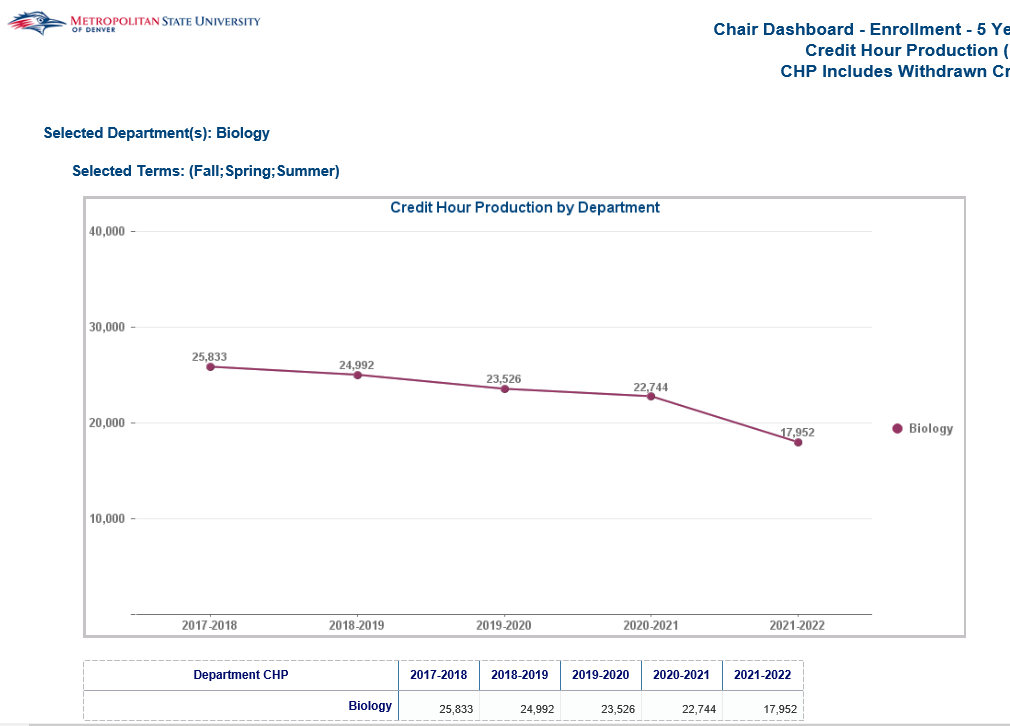 METROPOLITAN STATE UNIVERSITY
OF DENVER
Chair Dashboard - Enrollment - 5
Credit Hour Production (
CHP Includes Withdrawn
Selected Department(s): Biology
Selected Terms: (Fall;Spring;Summer)
Credit Hour Production by Department
40,000
30,000
20,000
10,000
25,833
24,992
23,526
22,744
17,952
Biology
2017-2018 2018-2019 2019-2020 2020-2021 2021-2022
Department CHP 2017-2018 2018-2019 2019-2020 2020-2021 2021-2022
Biology 25,833 24,992 23,526 22,744 17,952